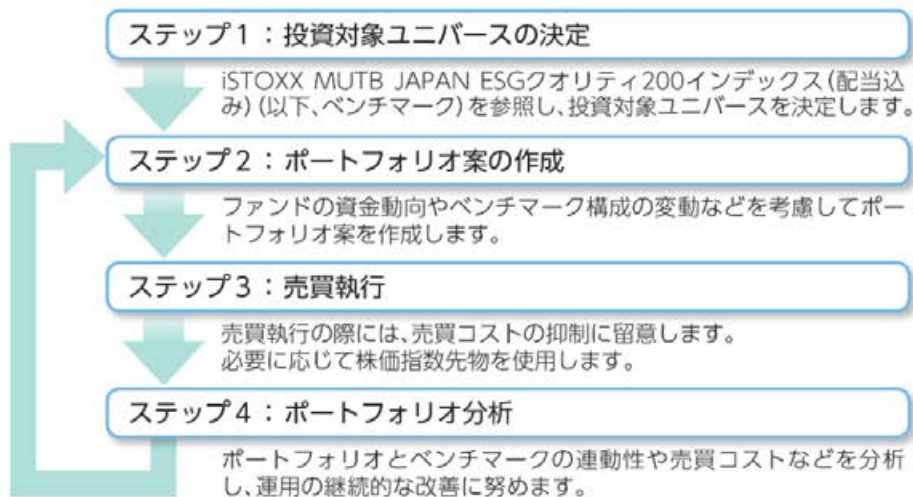 ステップ1：投資対象ユニバースの決定
iSTOXX MUTB JAPAN ESGクオリティ200インデックス(配当込
み)(以下、ベンチマーク)を参照し、投資対象ユニバースを決定します。
ステップ2：ポートフォリオ案の作成
ファンドの資金動向やベンチマーク構成の変動などを考慮してポー
トフォリオ案を作成します。
ステップ3：売買執行
売買執行の際には、売買コストの抑制に留意します。
必要に応じて株価指数先物を使用します。
ステップ4：ポートフォリオ分析
ポートフォリオとベンチマークの連動性や売買コストなどを分析
し、運用の継続的な改善に努めます。